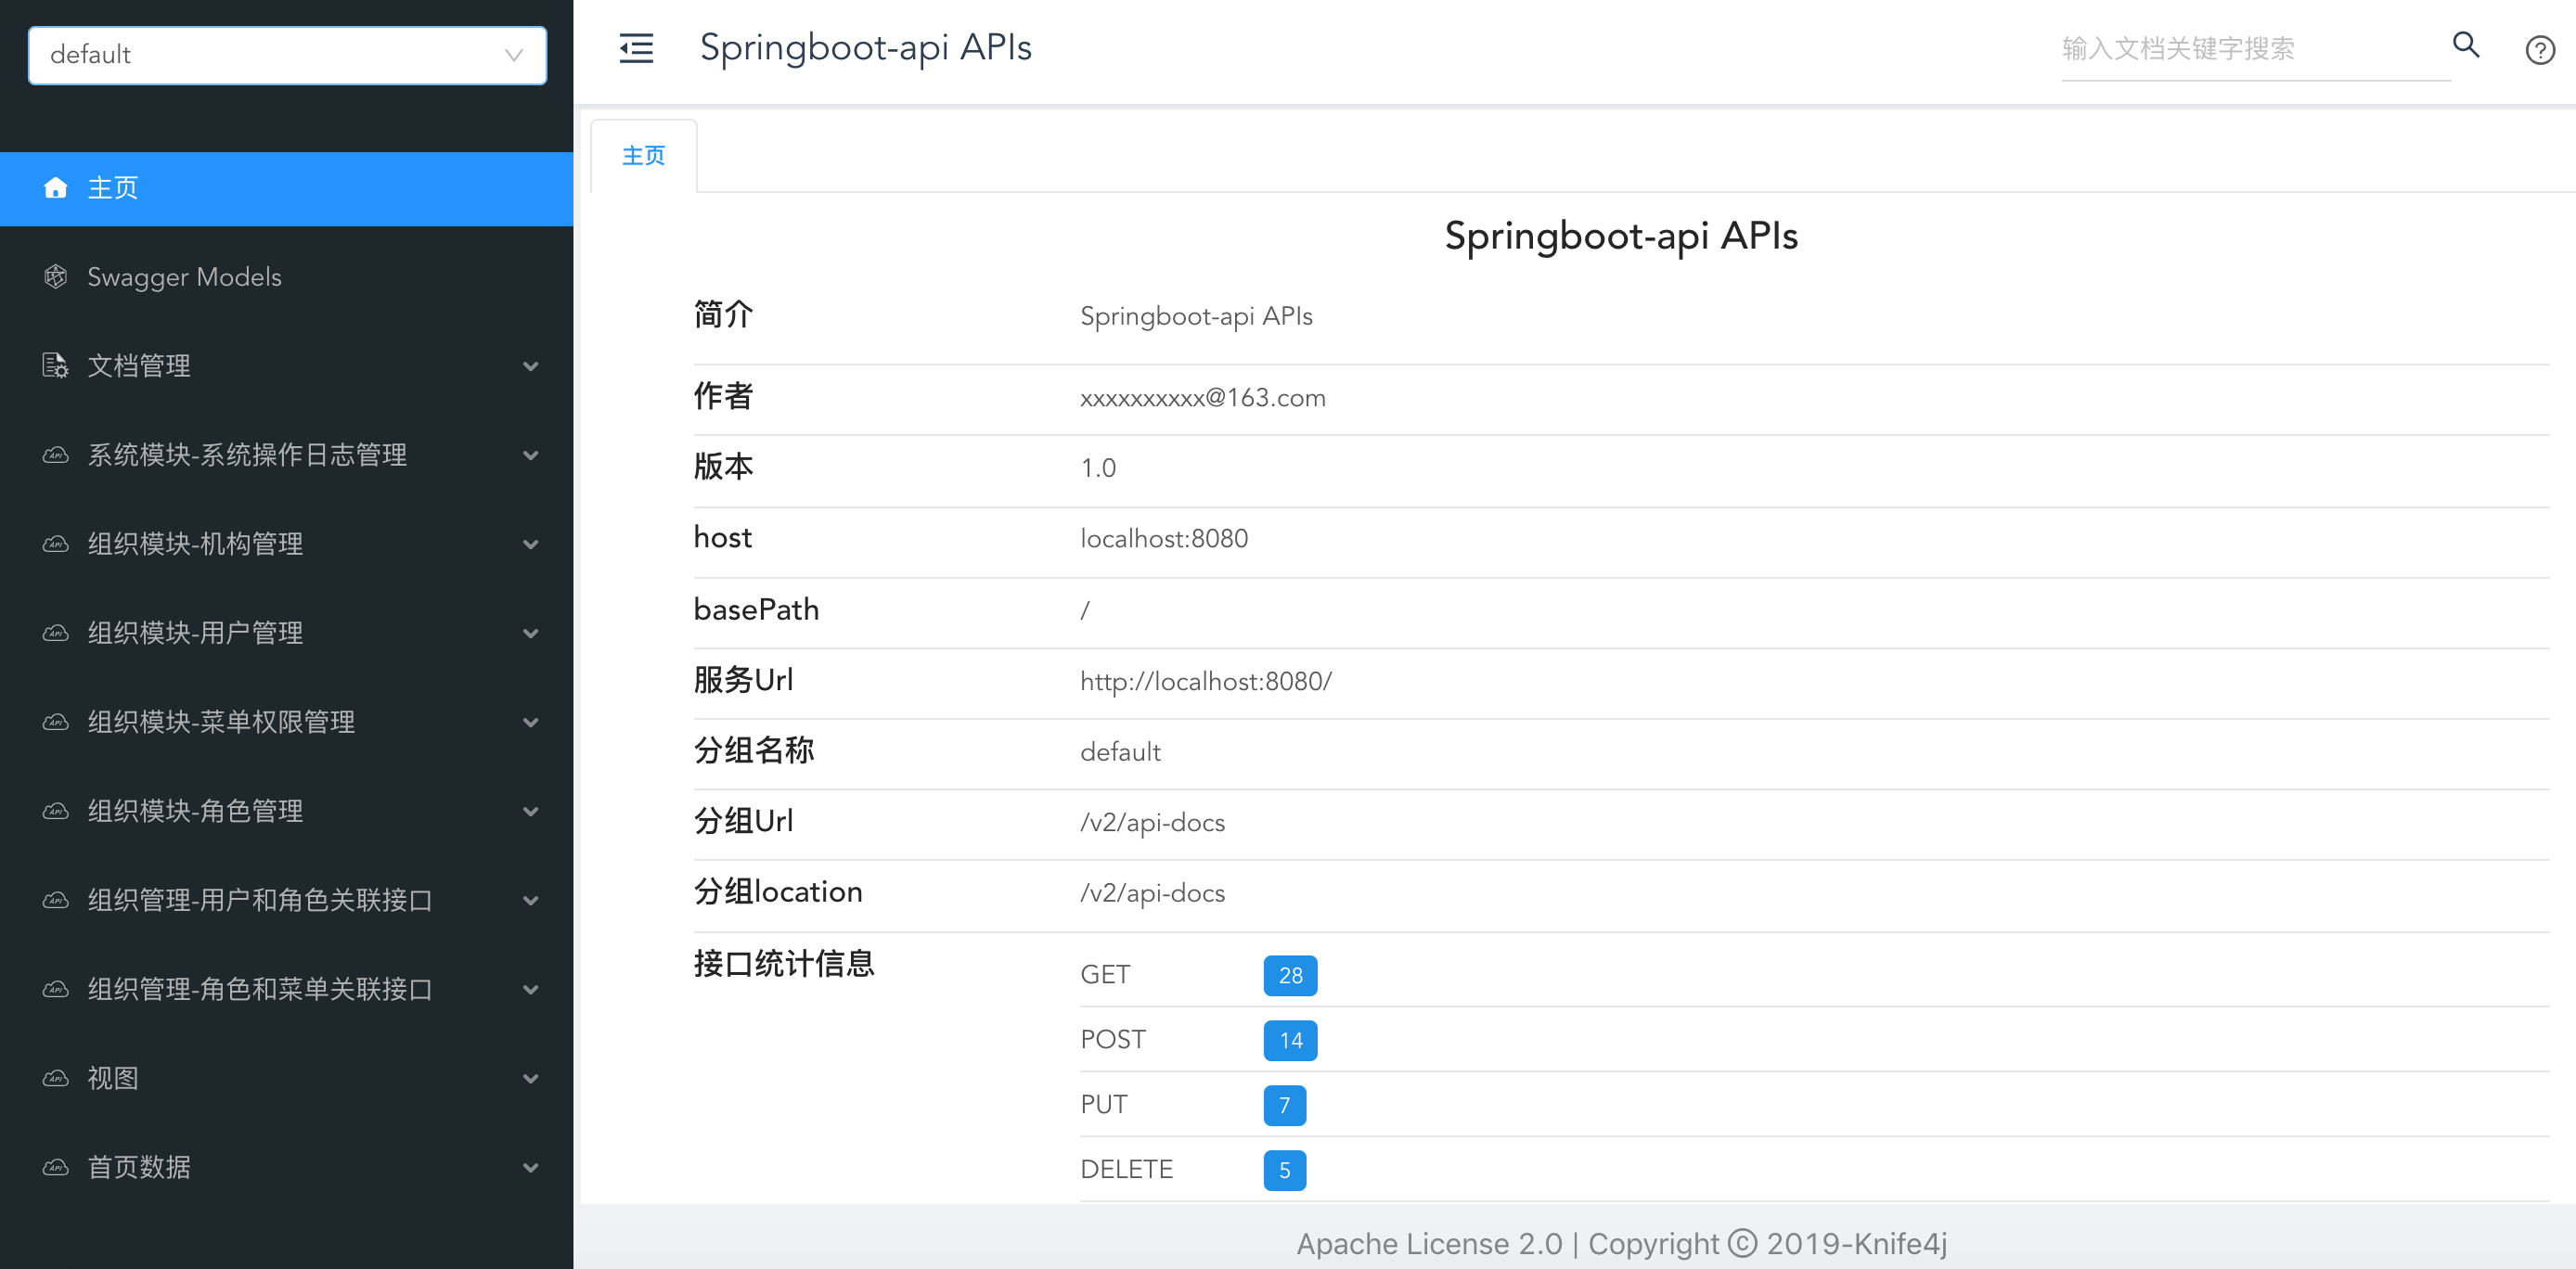 default
主页
Swagger Models
文档管理
系统模块-系统操作日志管理
组织模块-机构管理
组织模块-用户管理
组织模块-菜单权限管理
组织模块-角色管理
组织管理-用户和角色关联接口
组织管理-角色和菜单关联接口
视图
首页数据
Springboot-api APIs
输入文档关键字搜索
主页
Springboot-api APIs
简介 Springboot-api APIs
作者 xxxxxxxxxx@163.com
版本 1.0
host localhost:8080
basePath /
服务Url http://localhost:8080/
分组名称 default
分组Url /v2/api-docs
分组location /v2/api-docs
接口统计信息
GET 28
POST 14
PUT 7
DELETE 5
Apache License 2.0 | Copyright © 2019-Knife4j